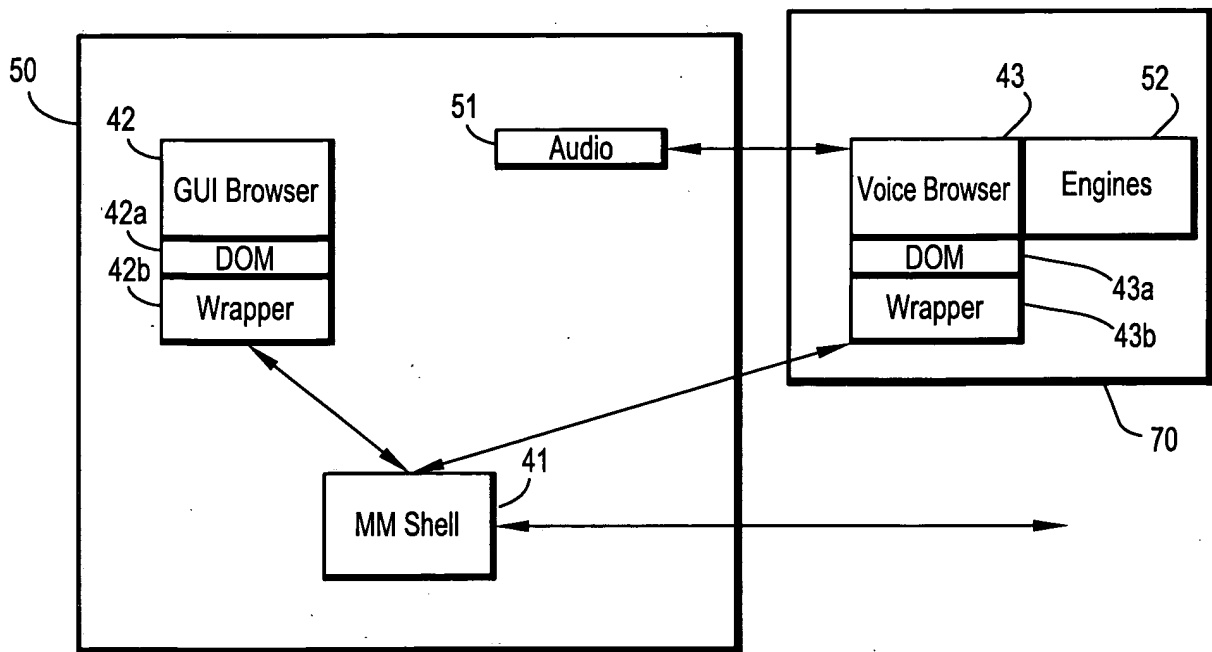 50
42
GUI Browser
42a
DOM
42b
Wrapper
51
Audio
43
52
Voice Browser
Engines
DOM
43a
Wrapper
43b
70
41
MM Shell